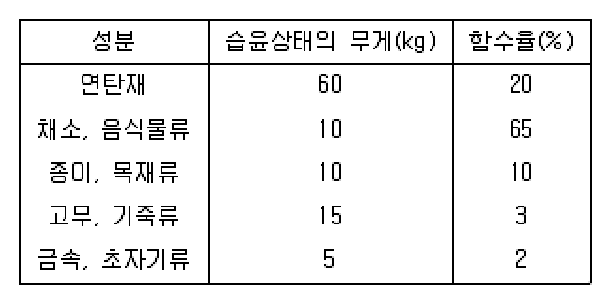 성분 습윤상태의 무게(kg) 함수율(%)
연탄재 60 20
채소, 음식물류 10 65
종이, 목재류 10 10
고무, 기죽류 15 3
금속, 초자기류 5 2